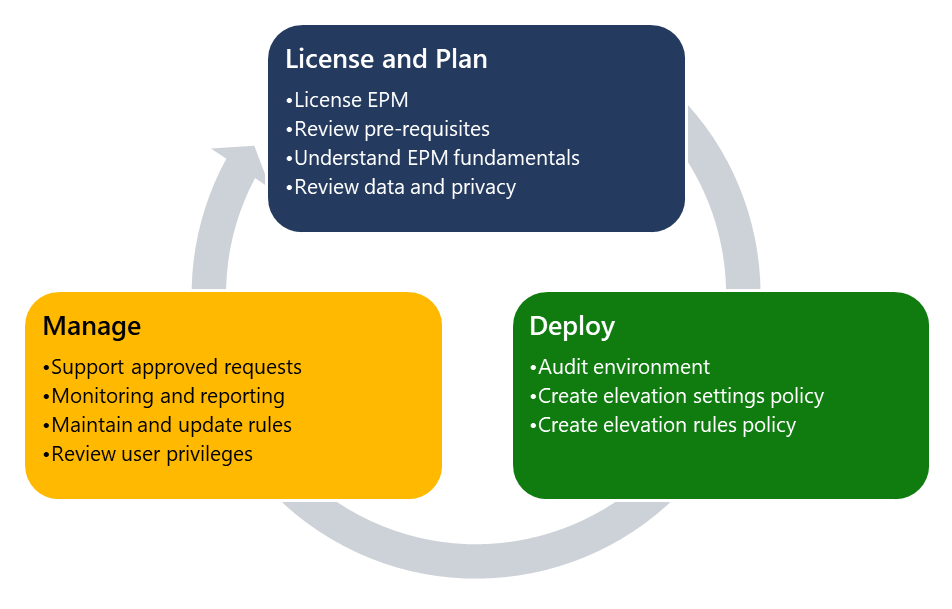 License and Plan
•License EPM
•Review pre-requisites
•Understand EPM fundamentals
•Review data and privacy
Manage
•Support approved requests
•Monitoring and reporting
•Maintain and update rules
•Review user privileges
Deploy
•Audit environment
•Create elevation settings policy
•Create elevation rules policy